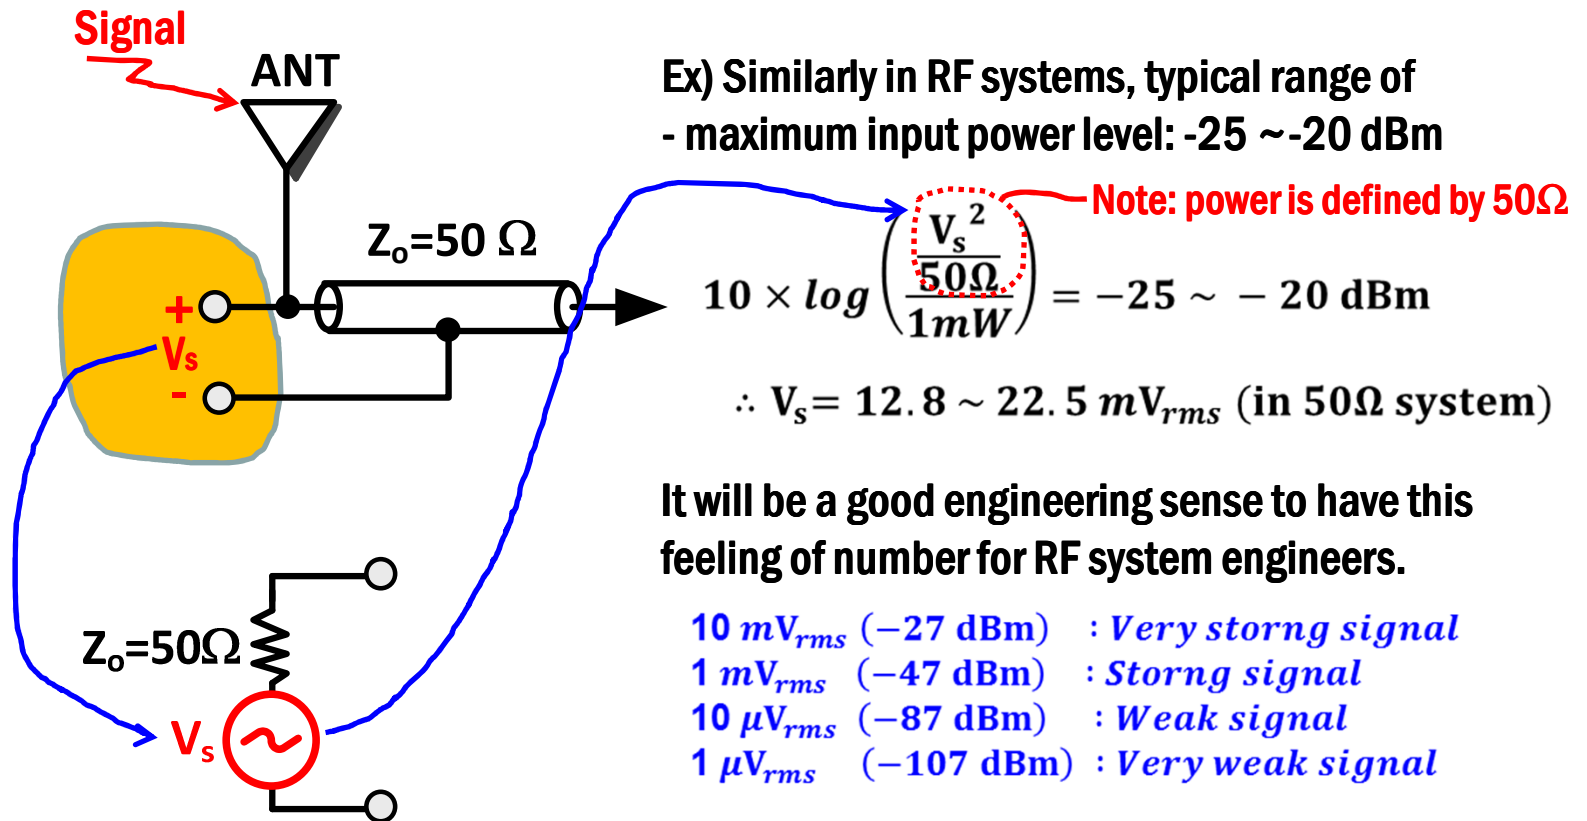 Signal
ANT
Ex) Similarly in RF systems, typical range of
- maximum input power level: -25 ~-20 dBm
Note: power is defined by 50Ω
Zo=50 Ω
+
Vs
-
10 × log( (Vs²/50Ω) / 1mW ) = −25 ~ − 20 dBm
∴ Vs= 12.8 ~ 22.5 mVrms (in 50Ω system)
It will be a good engineering sense to have this
feeling of number for RF system engineers.
Zo=50Ω
Vs
10 mVrms (−27 dBm) : Very storng signal
1 mVrms (−47 dBm) : Storng signal
10 μVrms (−87 dBm) : Weak signal
1 μVrms (−107 dBm) : Very weak signal